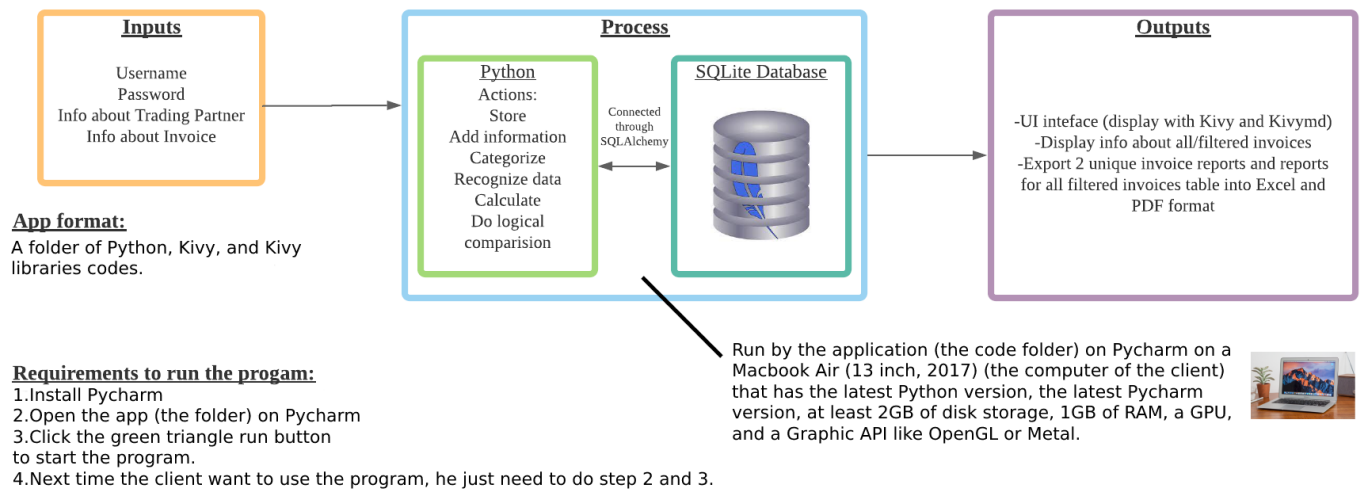 Inputs
Username
Password
Info about Trading Partner
Info about Invoice
Process
Python
Actions:
Store
Add information
Categorize
Recognize data
Calculate
Do logical
comparision
Connected
through
SQLAlchemy
SQLite Database
Outputs
-UI inteface (display with Kivy and Kivymd)
-Display info about all/filtered invoices
-Export 2 unique invoice reports and reports
for all filtered invoices table into Excel and
PDF format
App format:
A folder of Python, Kivy, and Kivy
libraries codes.
Run by the application (the code folder) on Pycharm on a
Macbook Air (13 inch, 2017) (the computer of the client)
that has the latest Python version, the latest Pycharm
version, at least 2GB of disk storage, 1GB of RAM, a GPU,
and a Graphic API like OpenGL or Metal.
Requirements to run the progam:
1.Install Pycharm
2.Open the app (the folder) on Pycharm
3.Click the green triangle run button
to start the program.
4.Next time the client want to use the program, he just need to do step 2 and 3.